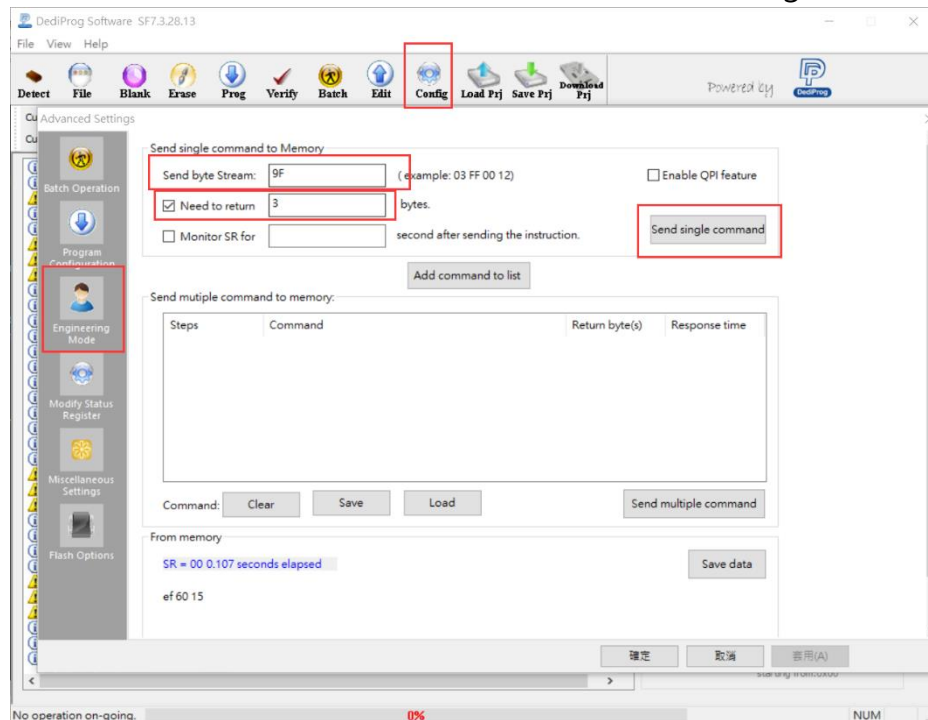 DediProg Software SF7.3.28.13
File View Help
Detect File Blank Erase Prog Verify Batch Edit Config Load Prj Save Prj Download Prj
Powered by DediProg
Advanced Settings
Batch Operation
Program Configuration
Engineering Mode
Modify Status Register
Miscellaneous Settings
Flash Options
Send single command to Memory
Send byte Stream: 9F ( example: 03 FF 00 12) Enable QPI feature
Need to return 3 bytes.
Monitor SR for second after sending the instruction.
Send single command
Add command to list
Send mutiple command to memory:
Steps Command Return byte(s) Response time
Command: Clear Save Load Send multiple command
From memory
SR = 00 0.107 seconds elapsed
Save data
ef 60 15
確定 取消 套用(A)
No operation on-going. 0% NUM